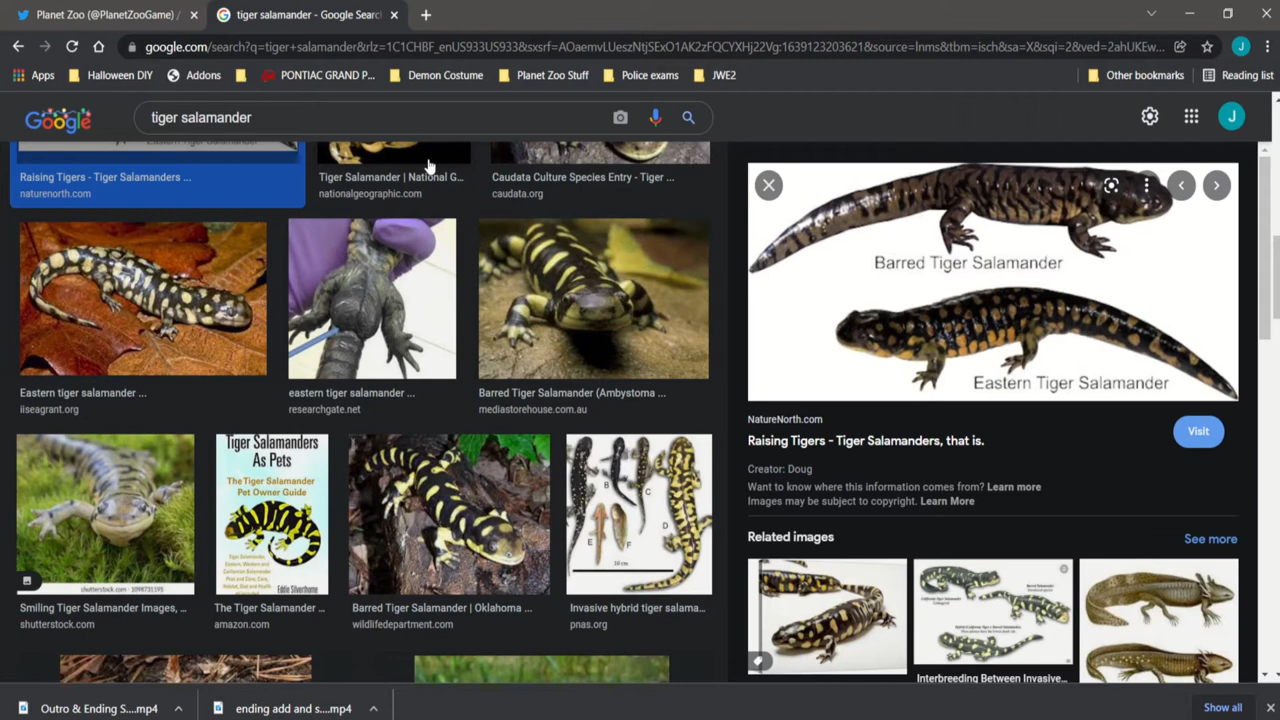 Planet Zoo (@PlanetZooGame) /
tiger salamander - Google Search
google.com/search?q=tiger+salamander&rlz=1C1CHBF_enUS933US933&sxsrf=AOaemvLUeszNtjSExO1AK2zFQCYXHj22Vg:1639123203621&source=lnms&tbm=isch&sa=X&sqi=2&ved=2ahUKEw...
J
Apps
Halloween DIY
Addons
PONTIAC GRAND P...
Demon Costume
Planet Zoo Stuff
Police exams
JWE2
Other bookmarks
Reading list
Google
tiger salamander
J
Raising Tigers - Tiger Salamanders ...
naturenorth.com
Tiger Salamander | National G...
nationalgeographic.com
Caudata Culture Species Entry - Tiger ...
caudata.org
Eastern tiger salamander ...
iiseagrant.org
eastern tiger salamander ...
researchgate.net
Barred Tiger Salamander (Ambystoma ...
mediastorehouse.com.au
shutterstock.com · 1098731195
Smiling Tiger Salamander Images, ...
shutterstock.com
Tiger Salamanders
As Pets
The Tiger Salamander
Pet Owner Guide
Eddie Silverthorne
The Tiger Salamander ...
amazon.com
Barred Tiger Salamander | Oklahoma ...
wildlifedepartment.com
B
C
D
E
F
10 cm
Invasive hybrid tiger salama...
pnas.org
Barred Tiger Salamander
Eastern Tiger Salamander
NatureNorth.com
Raising Tigers - Tiger Salamanders, that is.
Visit
Creator: Doug
Want to know where this information comes from? Learn more
Images may be subject to copyright. Learn More
Related images
See more
Interbreeding Between Invasive...
Outro & Ending S....mp4
ending add and s....mp4
Show all